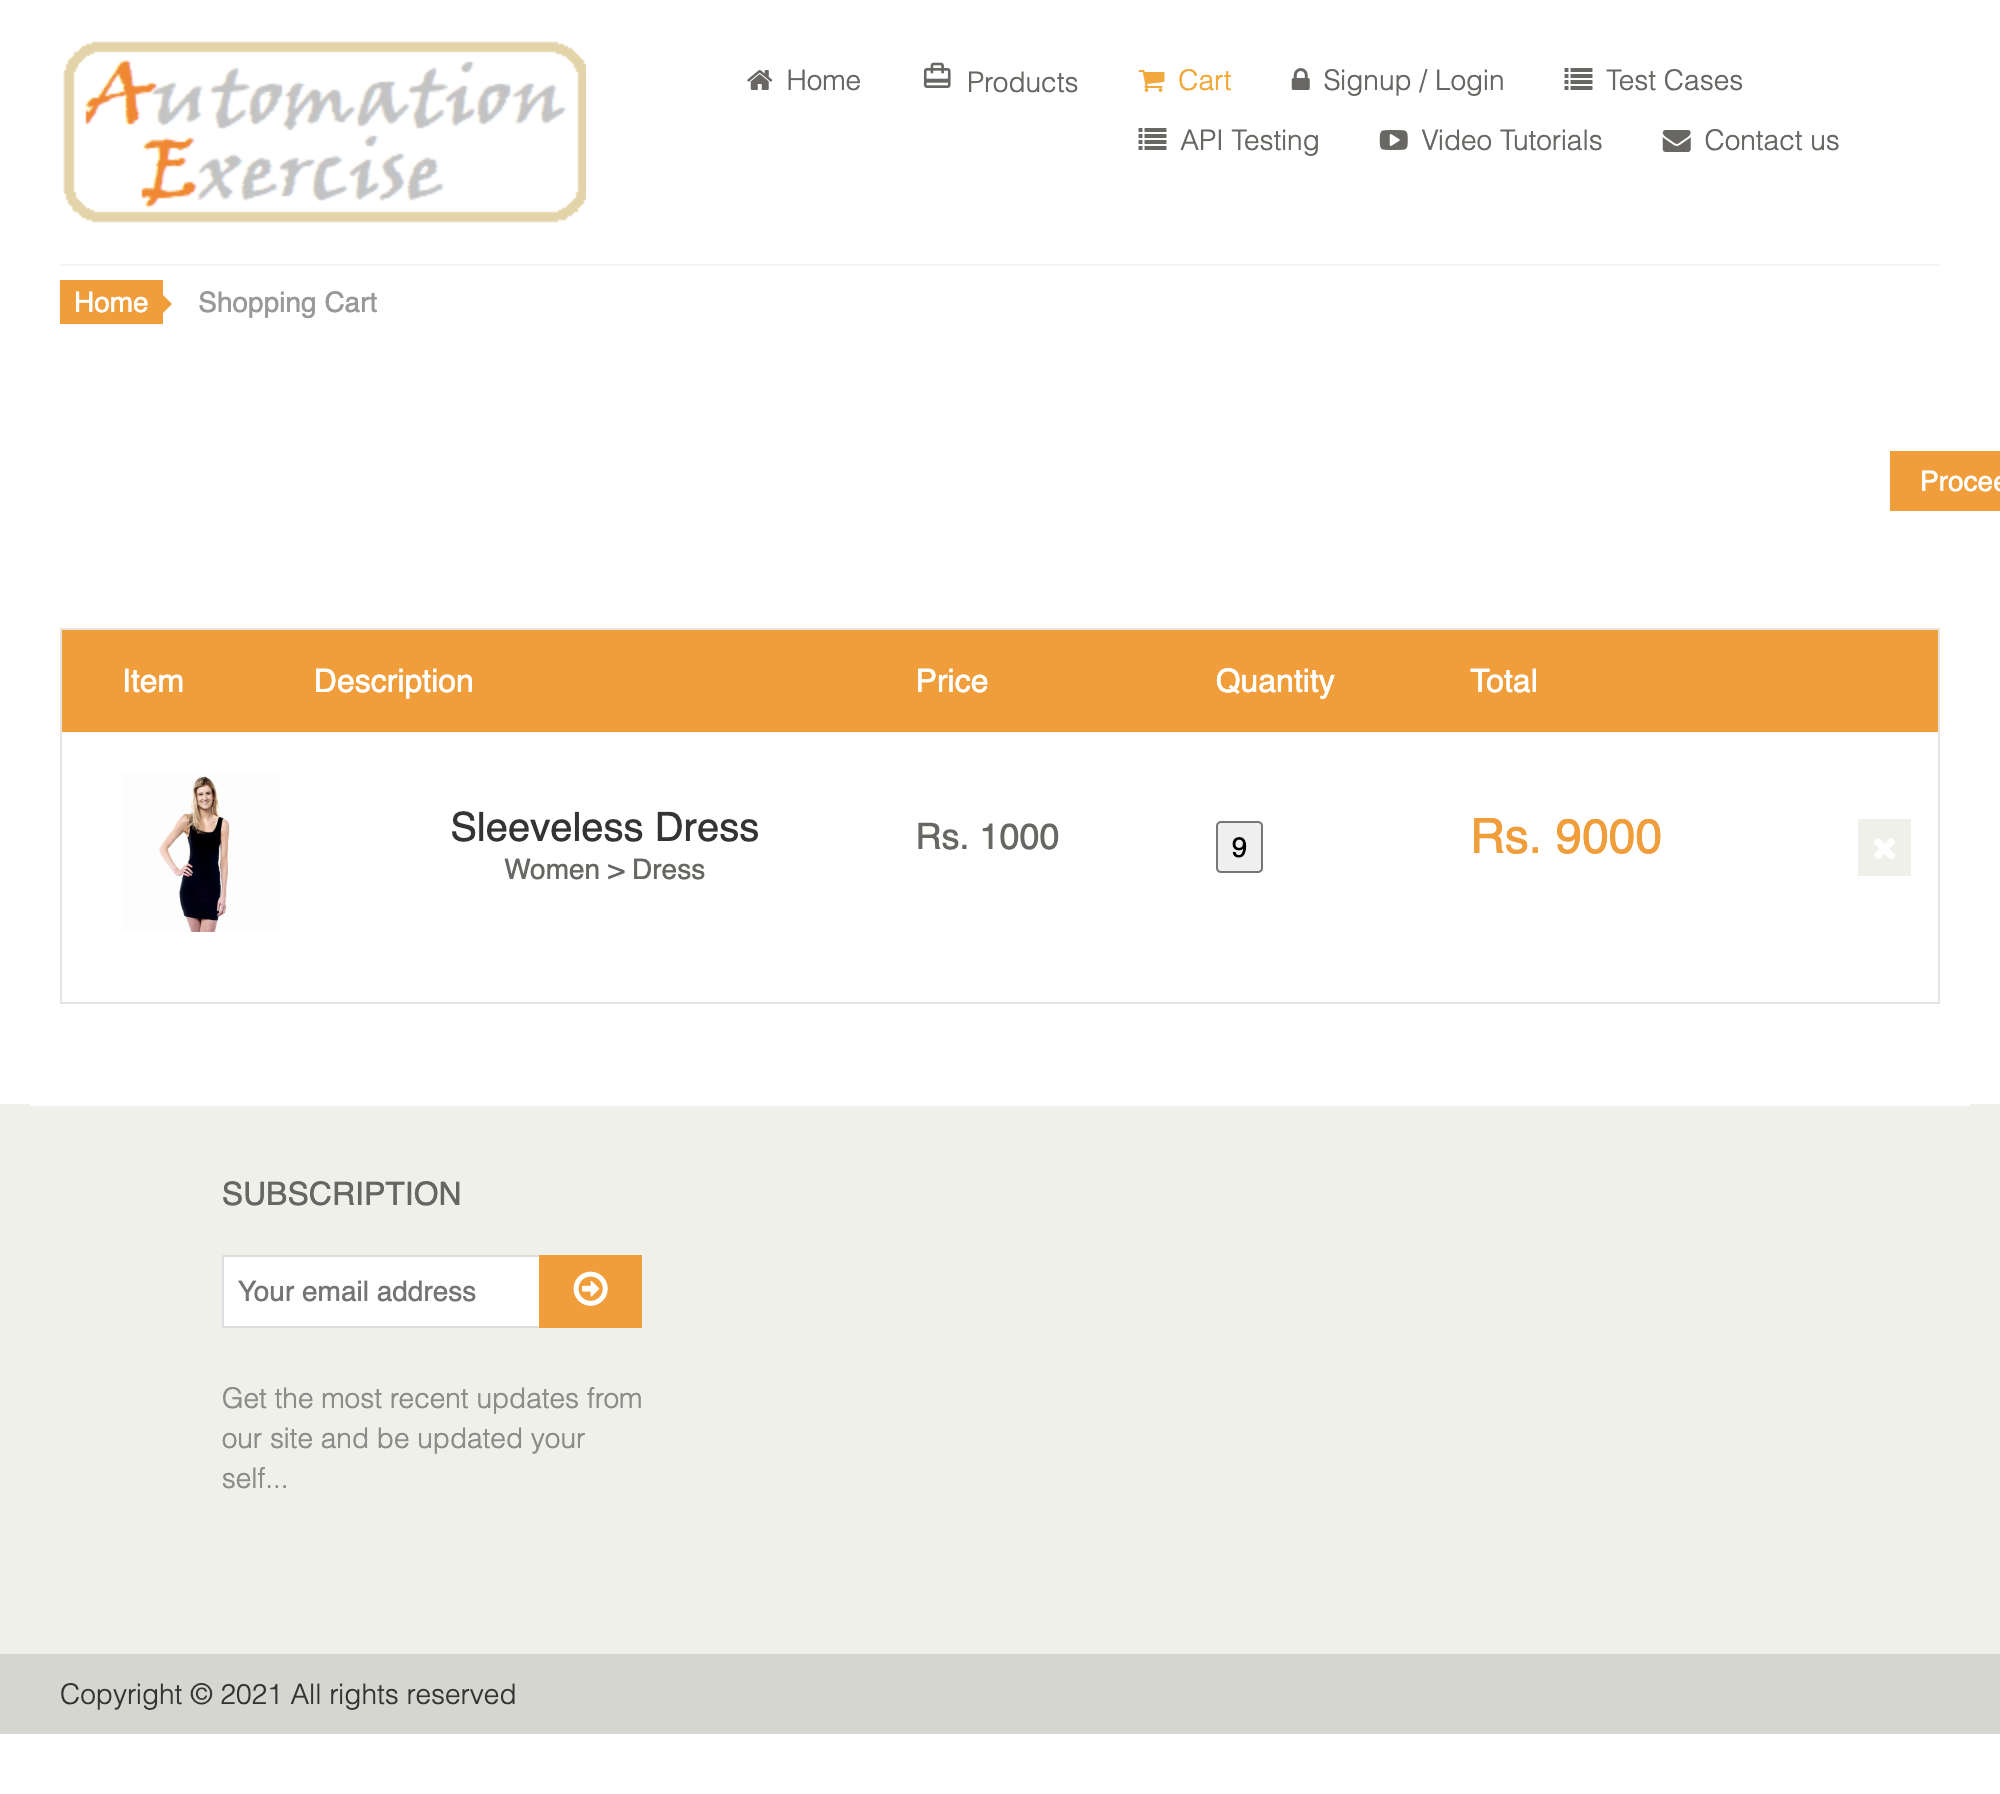 Automation
Exercise
Home
Products
Cart
Signup / Login
Test Cases
API Testing
Video Tutorials
Contact us
Home
Shopping Cart
Item Description Price Quantity Total
Sleeveless Dress
Women > Dress
Rs. 1000
9
Rs. 9000
SUBSCRIPTION
Your email address
Get the most recent updates from
our site and be updated your
self...
Copyright © 2021 All rights reserved